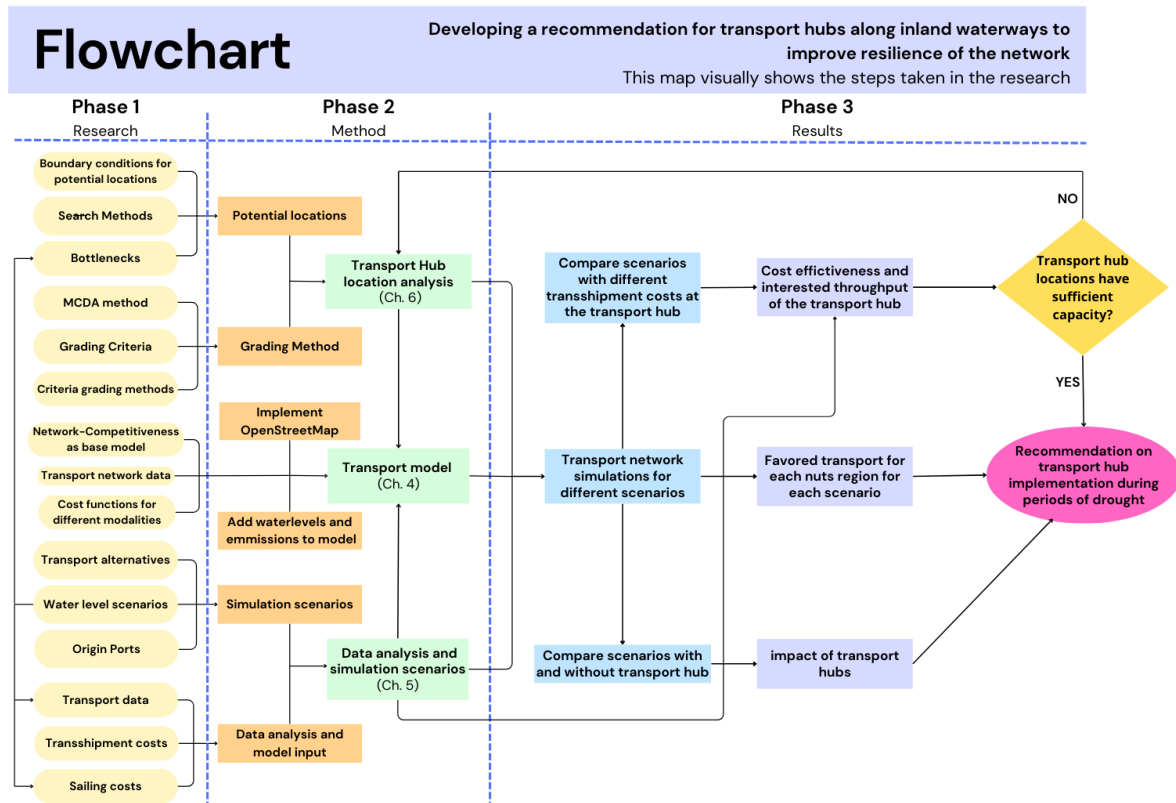 Flowchart
Developing a recommendation for transport hubs along inland waterways to
improve resilience of the network
This map visually shows the steps taken in the research
Phase 1
Research
Phase 2
Method
Phase 3
Results
Boundary conditions for
potential locations
Search Methods
Bottlenecks
MCDA method
Grading Criteria
Criteria grading methods
Network-Competitiveness
as base model
Transport network data
Cost functions for
different modalities
Transport alternatives
Water level scenarios
Origin Ports
Transport data
Transshipment costs
Sailing costs
Potential locations
Grading Method
Implement
OpenStreetMap
Add waterlevels and
emmissions to model
Simulation scenarios
Data analysis and
model input
Transport Hub
location analysis
(Ch. 6)
Transport model
(Ch. 4)
Data analysis and
simulation scenarios
(Ch. 5)
Compare scenarios
with different
transshipment costs at
the transport hub
Transport network
simulations for
different scenarios
Compare scenarios with
and without transport hub
Cost effictiveness and
interested throughput
of the transport hub
Favored transport for
each nuts region for
each scenario
impact of transport
hubs
NO
Transport hub
locations have
sufficient
capacity?
YES
Recommendation on
transport hub
implementation during
periods of drought